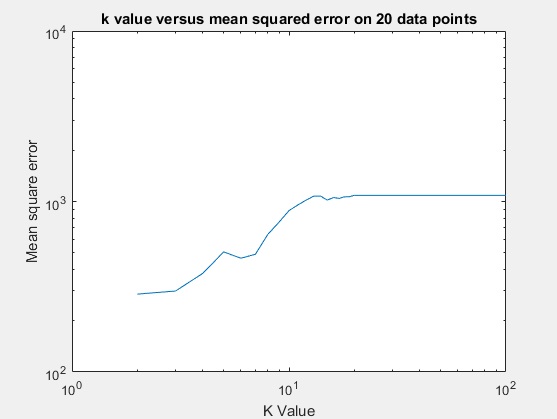 k value versus mean squared error on 20 data points
10^4
10^3
10^2
Mean square error
10^0
10^1
10^2
K Value